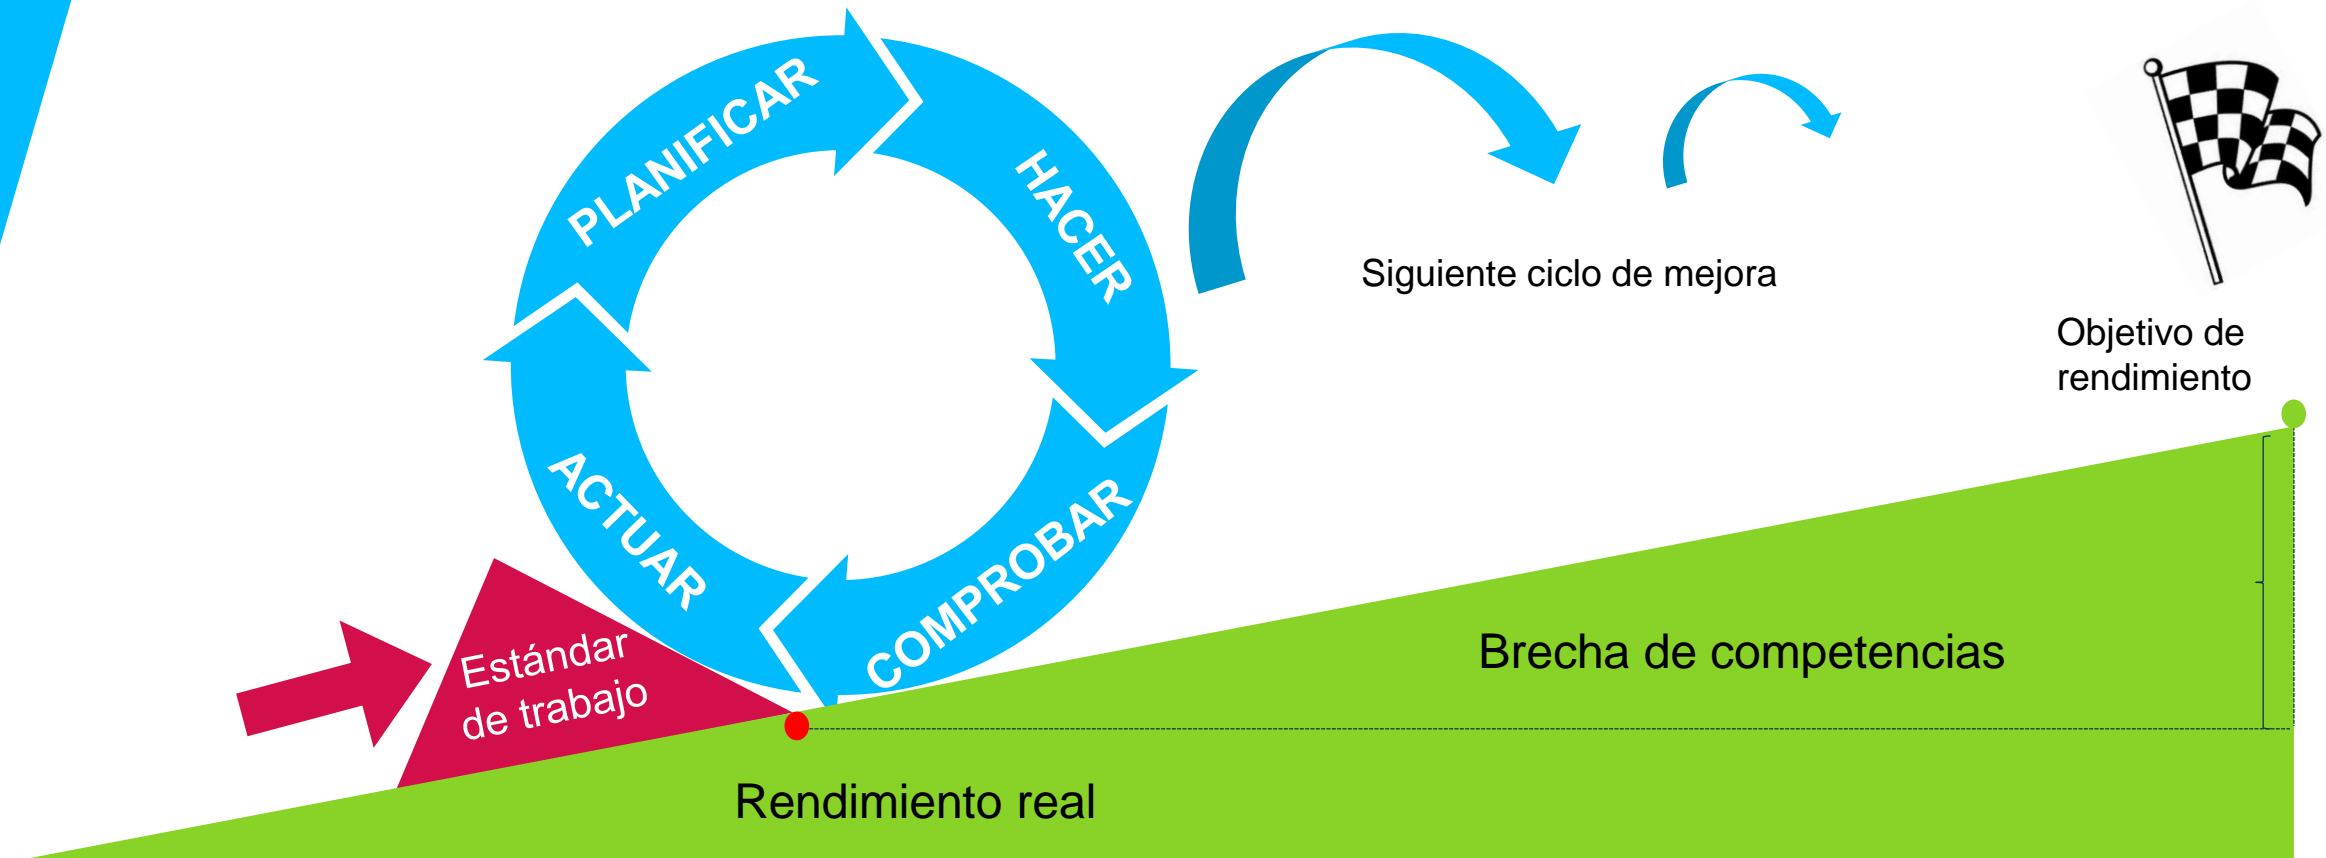 PLANIFICAR
HACER
COMPROBAR
ACTUAR
Siguiente ciclo de mejora
Objetivo de
rendimiento
Estándar
de trabajo
Brecha de competencias
Rendimiento real